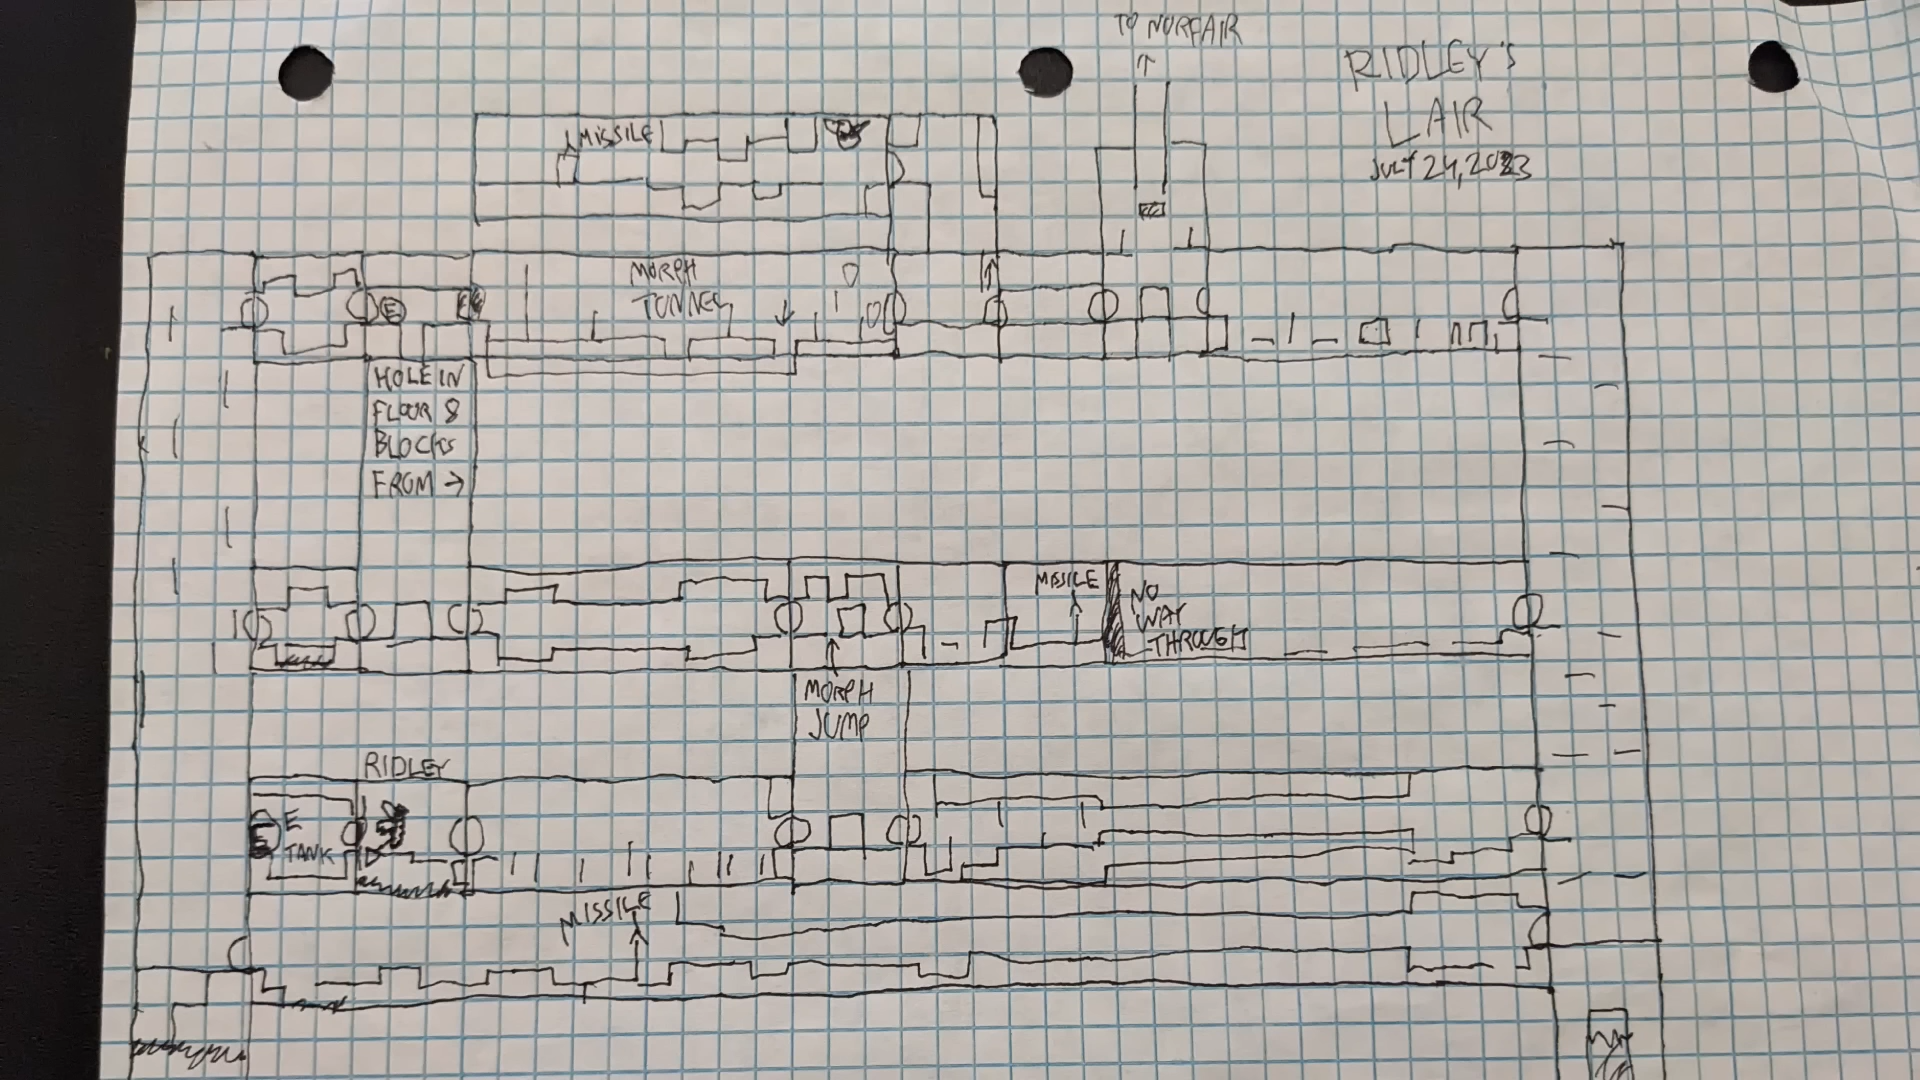 TO NORFAIR
↑
RIDLEY'S
LAIR
JULY 24, 2023
MISSILE
MORPH
TUNNEL
E
HOLE IN
FLOOR 8
BLOCKS
FROM →
MISSILE
NO
WAY
THROUGH
MORPH
JUMP
RIDLEY
E
TANK
E
MISSILE